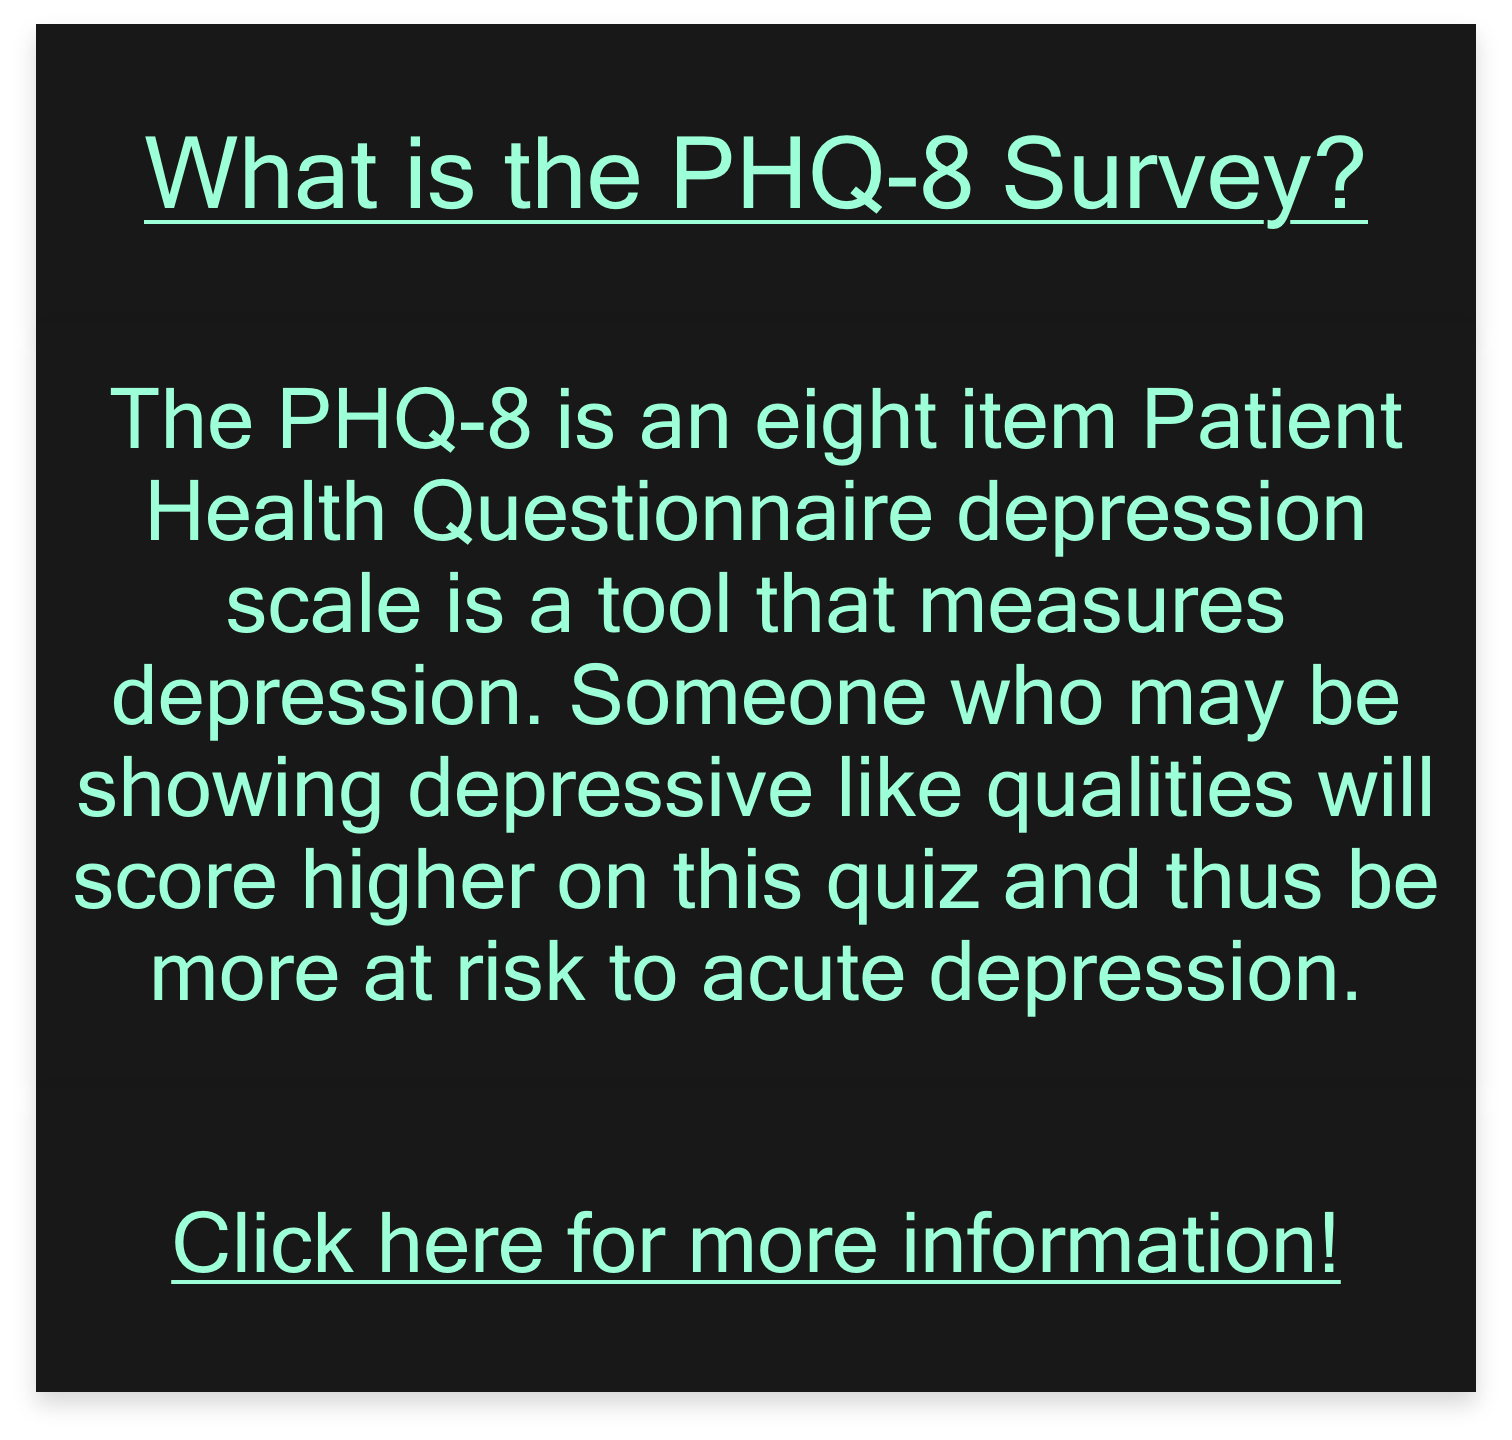 What is the PHQ-8 Survey?
The PHQ-8 is an eight item Patient
Health Questionnaire depression
scale is a tool that measures
depression. Someone who may be
showing depressive like qualities will
score higher on this quiz and thus be
more at risk to acute depression.
Click here for more information!